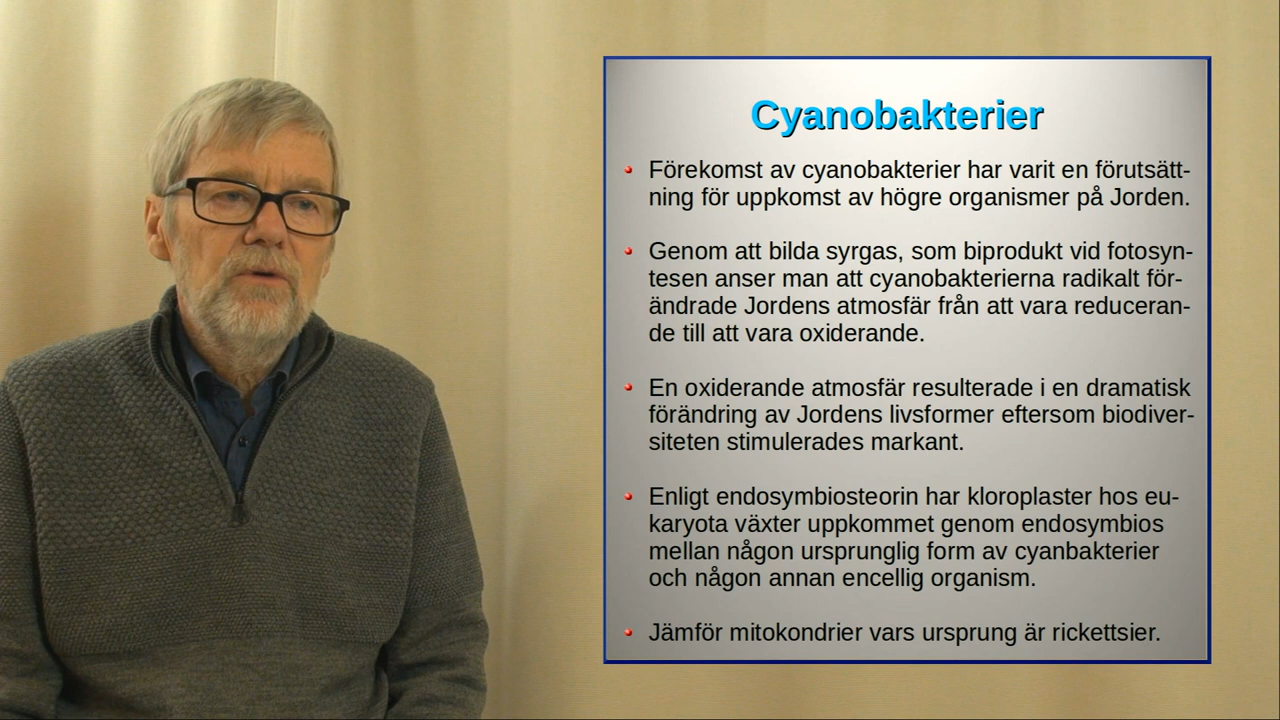 Cyanobakterier
Förekomst av cyanobakterier har varit en förutsätt-
ning för uppkomst av högre organismer på Jorden.
Genom att bilda syrgas, som biprodukt vid fotosyn-
tesen anser man att cyanobakterierna radikalt för-
ändrade Jordens atmosfär från att vara reduceran-
de till att vara oxiderande.
En oxiderande atmosfär resulterade i en dramatisk
förändring av Jordens livsformer eftersom biodiver-
siteten stimulerades markant.
Enligt endosymbiosteorin har kloroplaster hos eu-
karyota växter uppkommet genom endosymbios
mellan någon ursprunglig form av cyanbakterier
och någon annan encellig organism.
Jämför mitokondrier vars ursprung är rickettsier.